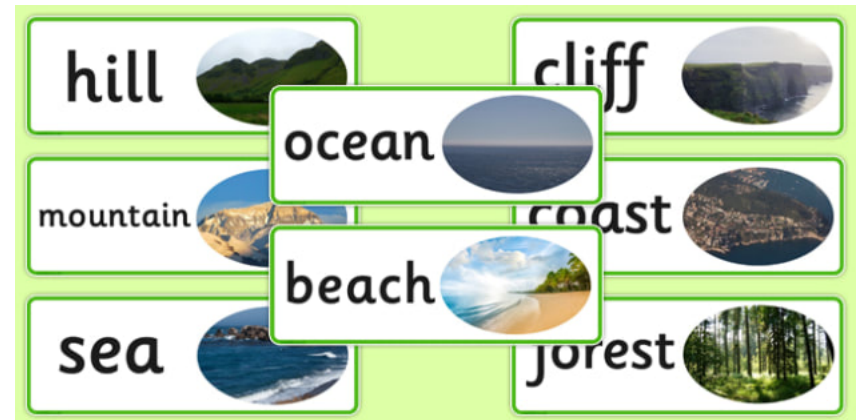 hill
cliff
ocean
mountain
coast
beach
sea
forest